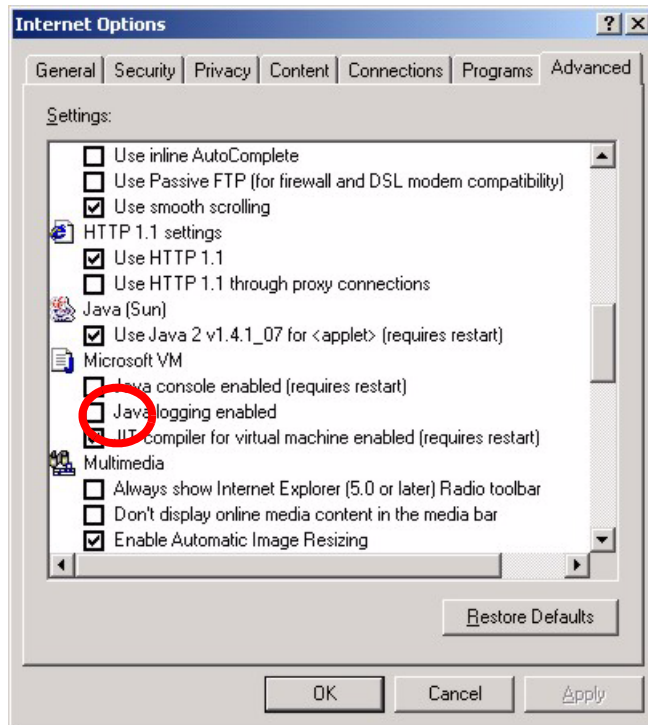 Internet Options
General Security Privacy Content Connections Programs Advanced
Settings:
Use inline AutoComplete
Use Passive FTP (for firewall and DSL modem compatibility)
Use smooth scrolling
HTTP 1.1 settings
Use HTTP 1.1
Use HTTP 1.1 through proxy connections
Java (Sun)
Use Java 2 v1.4.1_07 for <applet> (requires restart)
Microsoft VM
Java console enabled (requires restart)
Java logging enabled
JIT compiler for virtual machine enabled (requires restart)
Multimedia
Always show Internet Explorer (5.0 or later) Radio toolbar
Don't display online media content in the media bar
Enable Automatic Image Resizing
Restore Defaults
OK Cancel Apply